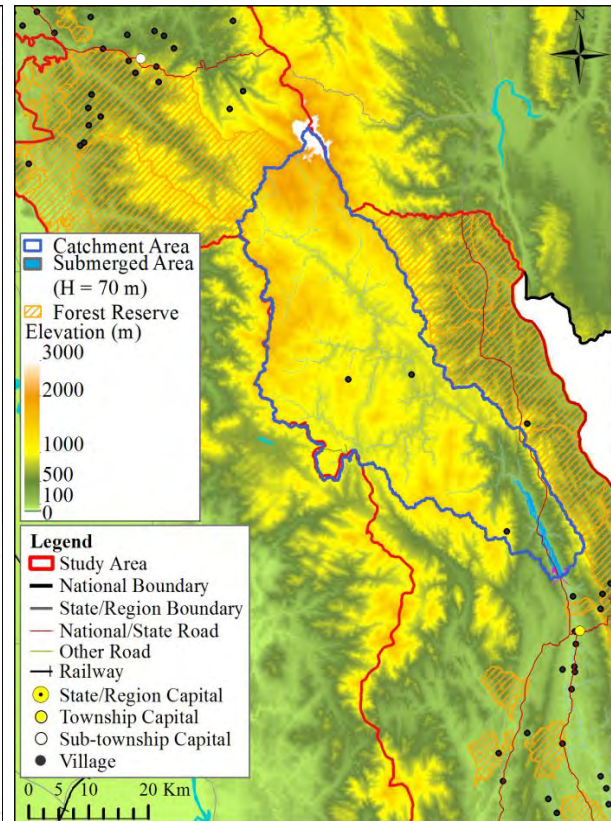 N
Catchment Area
Submerged Area
(H = 70 m)
Forest Reserve
Elevation (m)
3000
2000
1000
500
100
0
Legend
Study Area
National Boundary
State/Region Boundary
National/State Road
Other Road
Railway
State/Region Capital
Township Capital
Sub-township Capital
Village
0 5 10 20 Km